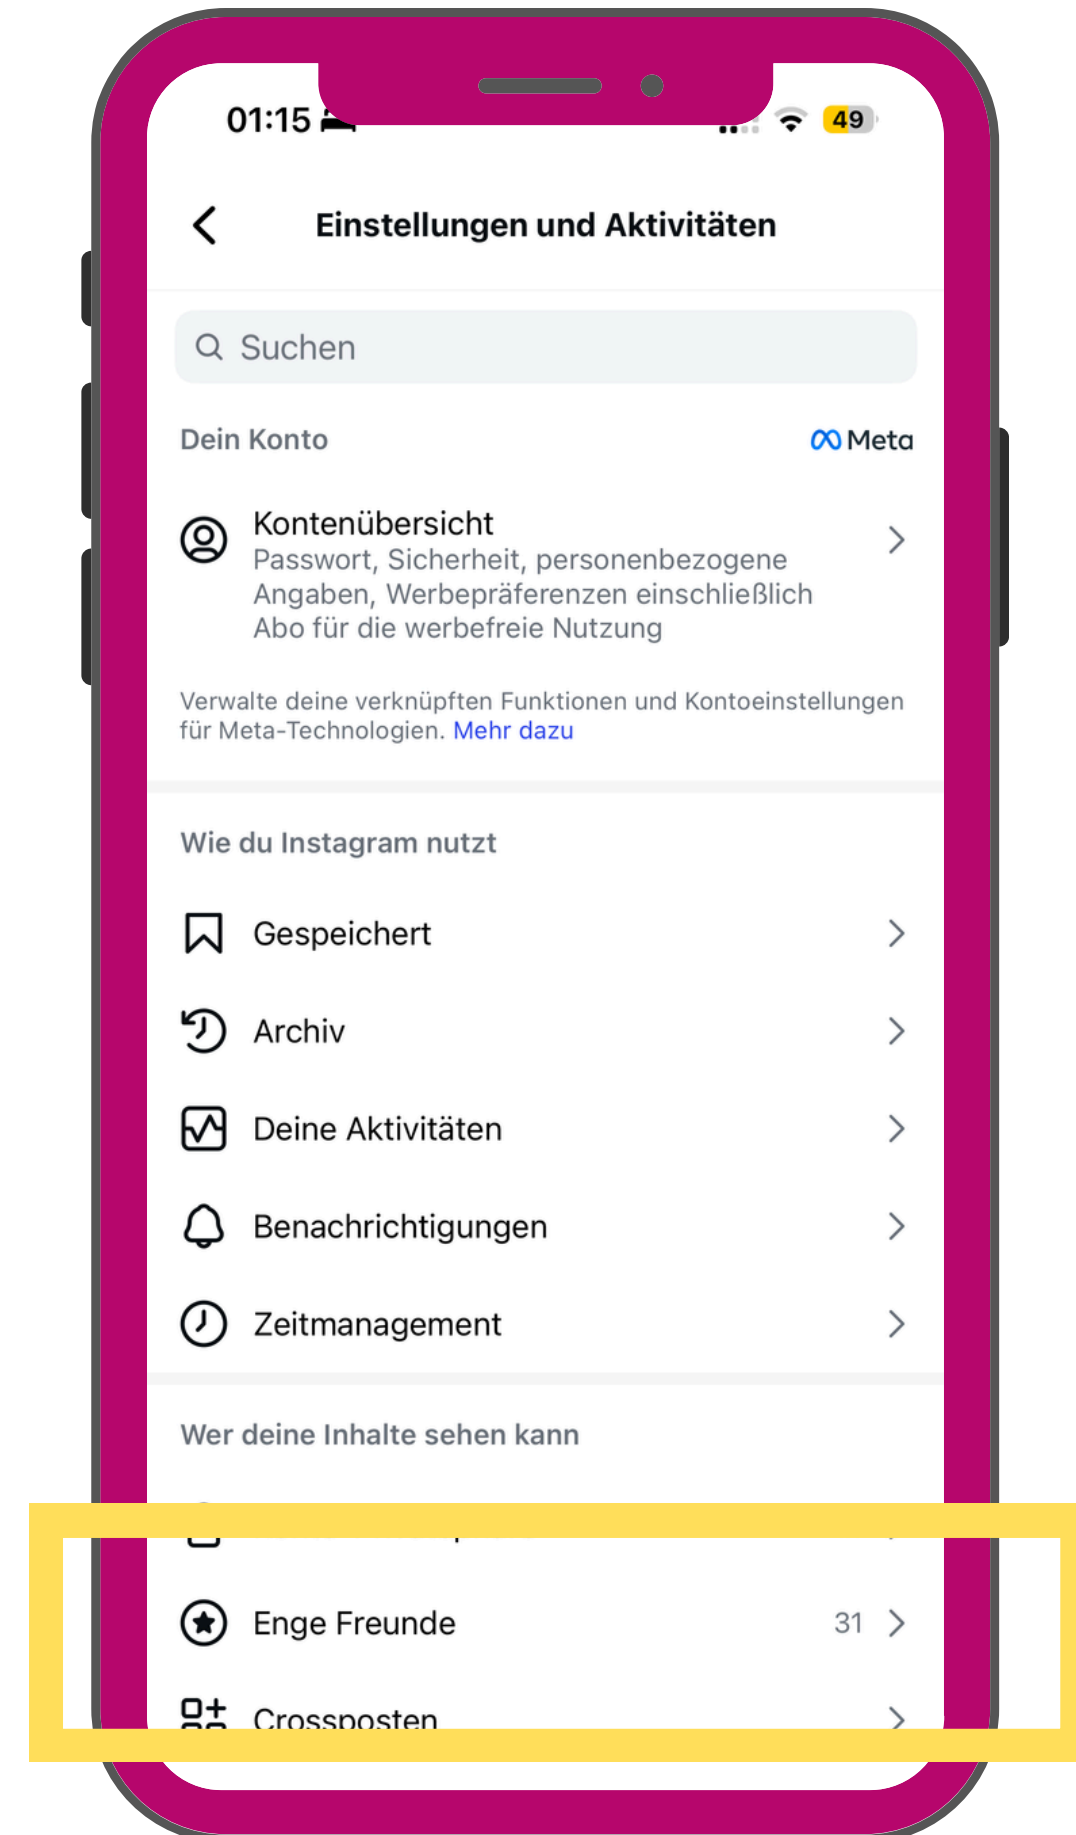 01:15
49
Einstellungen und Aktivitäten
Suchen
Dein Konto
Meta
Kontenübersicht
Passwort, Sicherheit, personenbezogene
Angaben, Werbepräferenzen einschließlich
Abo für die werbefreie Nutzung
Verwalte deine verknüpften Funktionen und Kontoeinstellungen
für Meta-Technologien. Mehr dazu
Wie du Instagram nutzt
Gespeichert
Archiv
Deine Aktivitäten
Benachrichtigungen
Zeitmanagement
Wer deine Inhalte sehen kann
Enge Freunde 31
Crossposten